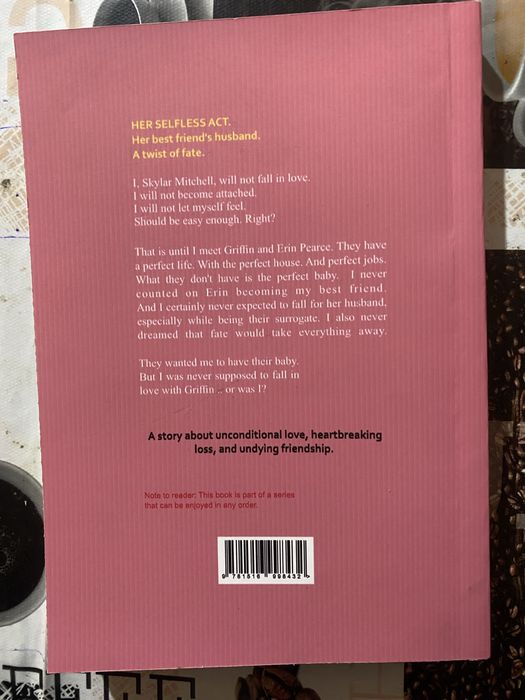 HER SELFLESS ACT.
Her best friend's husband.
A twist of fate.
I, Skylar Mitchell, will not fall in love.
I will not become attached.
I will not let myself feel.
Should be easy enough. Right?
That is until I meet Griffin and Erin Pearce. They have
a perfect life. With the perfect house. And perfect jobs.
What they don't have is the perfect baby. I never
counted on Erin becoming my best friend.
And I certainly never expected to fall for her husband,
especially while being their surrogate. I also never
dreamed that fate would take everything away.
They wanted me to have their baby.
But I was never supposed to fall in
love with Griffin .. or was I?
A story about unconditional love, heartbreaking
loss, and undying friendship.
Note to reader: This book is part of a series
that can be enjoyed in any order.
9 781516 998432 >